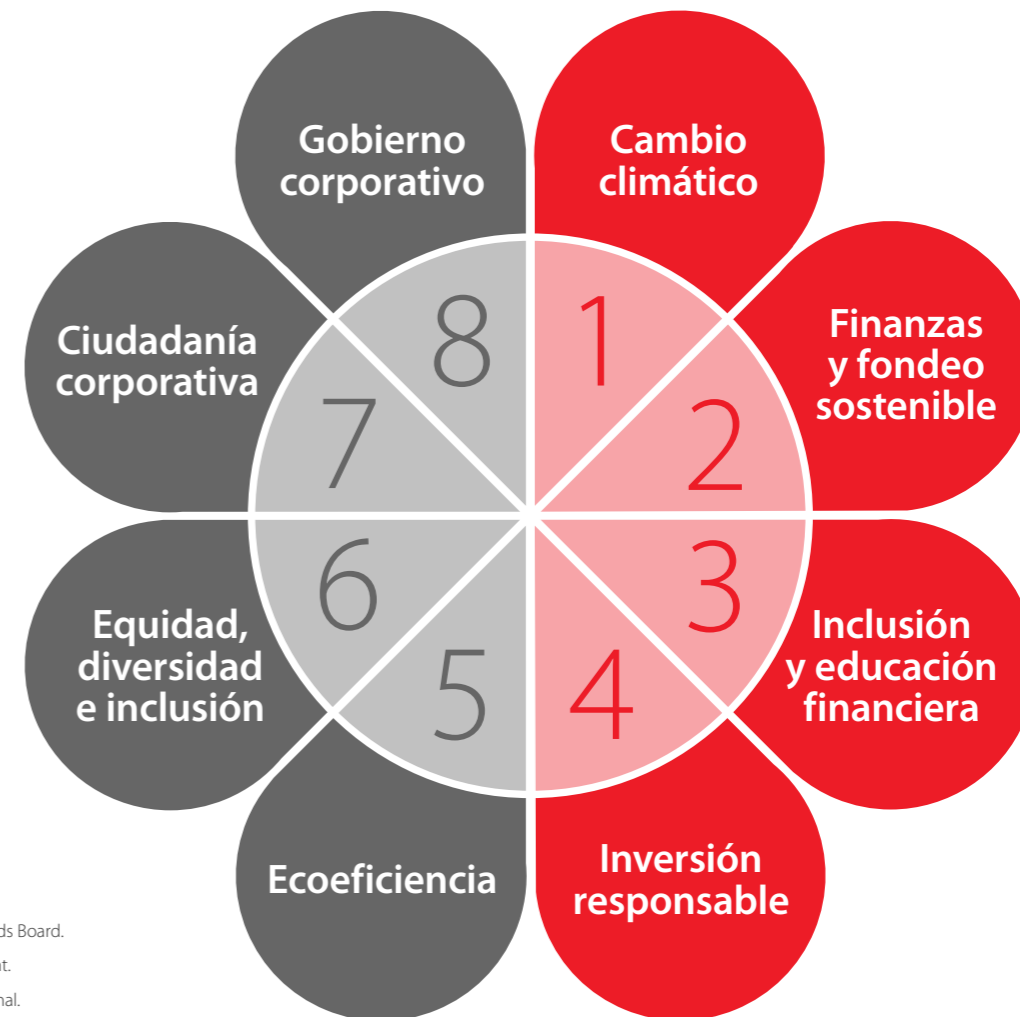 Gobierno
corporativo
Cambio
climático
Ciudadanía
corporativa
Finanzas
y fondeo
sostenible
8
1
7
2
6
3
5
4
Equidad,
diversidad
e inclusión
Inclusión
y educación
financiera
Ecoeficiencia
Inversión
responsable
Board.